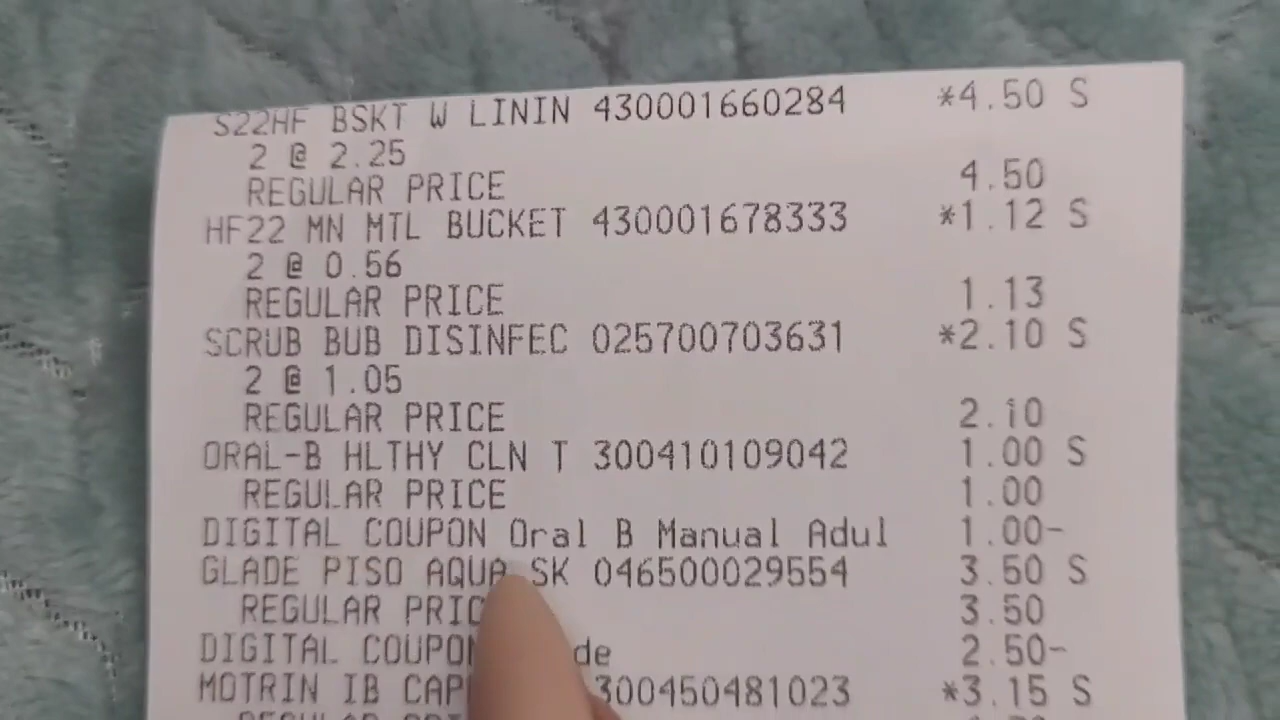 S22HF BSKT W LININ 430001660284 *4.50 S
2 @ 2.25
REGULAR PRICE 4.50
HF22 MN MTL BUCKET 430001678333 *1.12 S
2 @ 0.56
REGULAR PRICE 1.13
SCRUB BUB DISINFEC 025700703631 *2.10 S
2 @ 1.05
REGULAR PRICE 2.10
ORAL-B HLTHY CLN T 300410109042 1.00 S
REGULAR PRICE 1.00
DIGITAL COUPON Oral B Manual Adul 1.00-
GLADE PISO AQUA SK 046500029554 3.50 S
REGULAR PRIC 3.50
DIGITAL COUPON de 2.50-
MOTRIN IB CAP 300450481023 *3.15 S